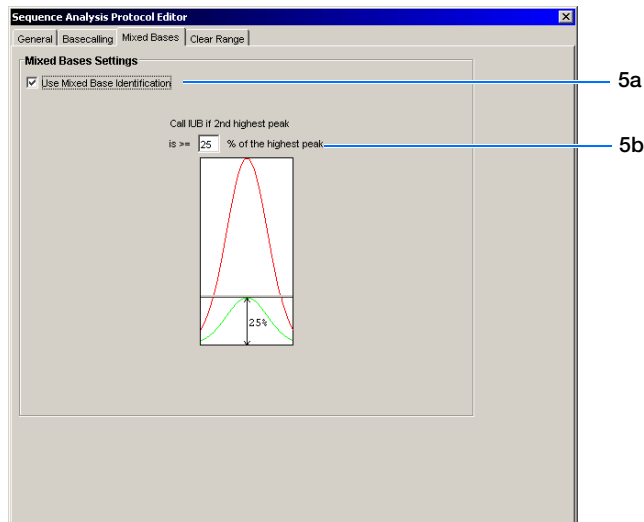 Sequence Analysis Protocol Editor
General Basecalling Mixed Bases Clear Range
Mixed Bases Settings
Use Mixed Base Identification
5a
Call IUB if 2nd highest peak
is >= 25 % of the highest peak
5b
25%